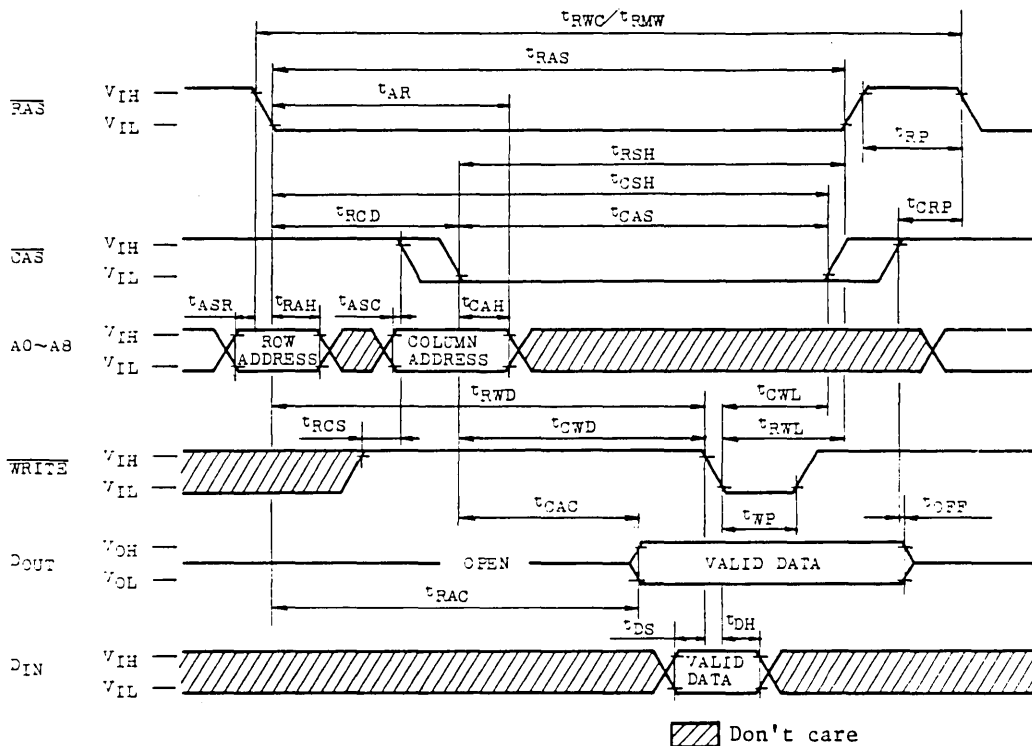 tRWC/tRMW
tRAS
tAR
RAS VIH
VIL
tRP
tRSH
tCSH
tRCD tCAS tCRP
CAS VIH
VIL
tASR tRAH tASC tCAH
A0~A8 VIH
VIL
ROW
ADDRESS
COLUMN
ADDRESS
tRWD tCWL
tRCS tCWD tRWL
WRITE VIH
VIL
tCAC tWP tOFF
DOUT VOH
VOL
OPEN VALID DATA
tRAC
tDS tDH
DIN VIH
VIL
VALID
DATA
Don't care